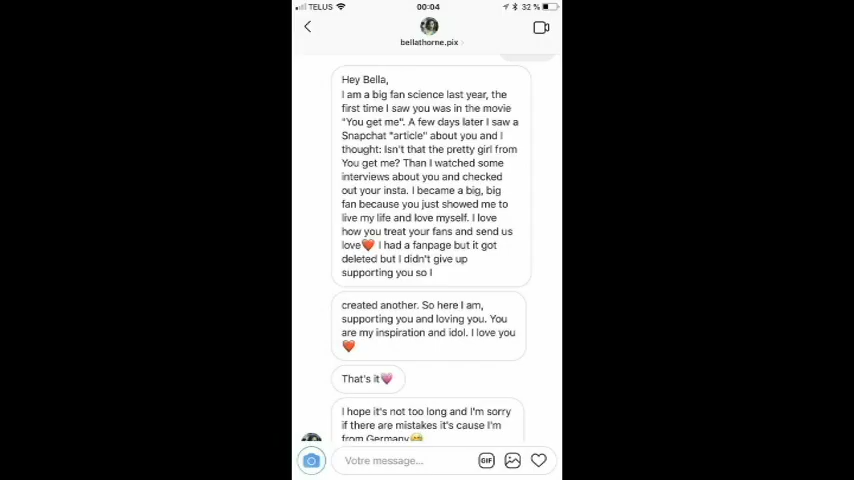 TELUS 00:04 32 %
bellathorne.pix
Hey Bella,
I am a big fan science last year, the
first time I saw you was in the movie
"You get me". A few days later I saw a
Snapchat "article" about you and I
thought: Isn't that the pretty girl from
You get me? Than I watched some
interviews about you and checked
out your insta. I became a big, big
fan because you just showed me to
live my life and love myself. I love
how you treat your fans and send us
love❤️ I had a fanpage but it got
deleted but I didn't give up
supporting you so I
created another. So here I am,
supporting you and loving you. You
are my inspiration and idol. I love you
❤️
That's it💗
I hope it's not too long and I'm sorry
if there are mistakes it's cause I'm
from Germany😄
Votre message... GIF